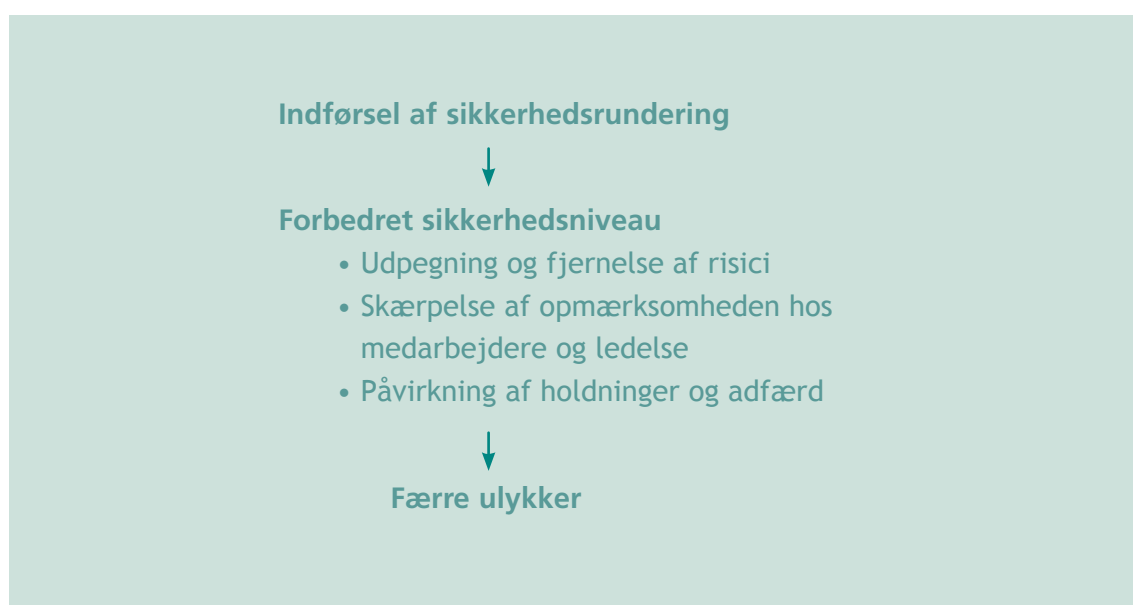 Indførsel af sikkerhedsrundering
Forbedret sikkerhedsniveau
• Udpegning og fjernelse af risici
• Skærpelse af opmærksomheden hos
medarbejdere og ledelse
• Påvirkning af holdninger og adfærd
Færre ulykker